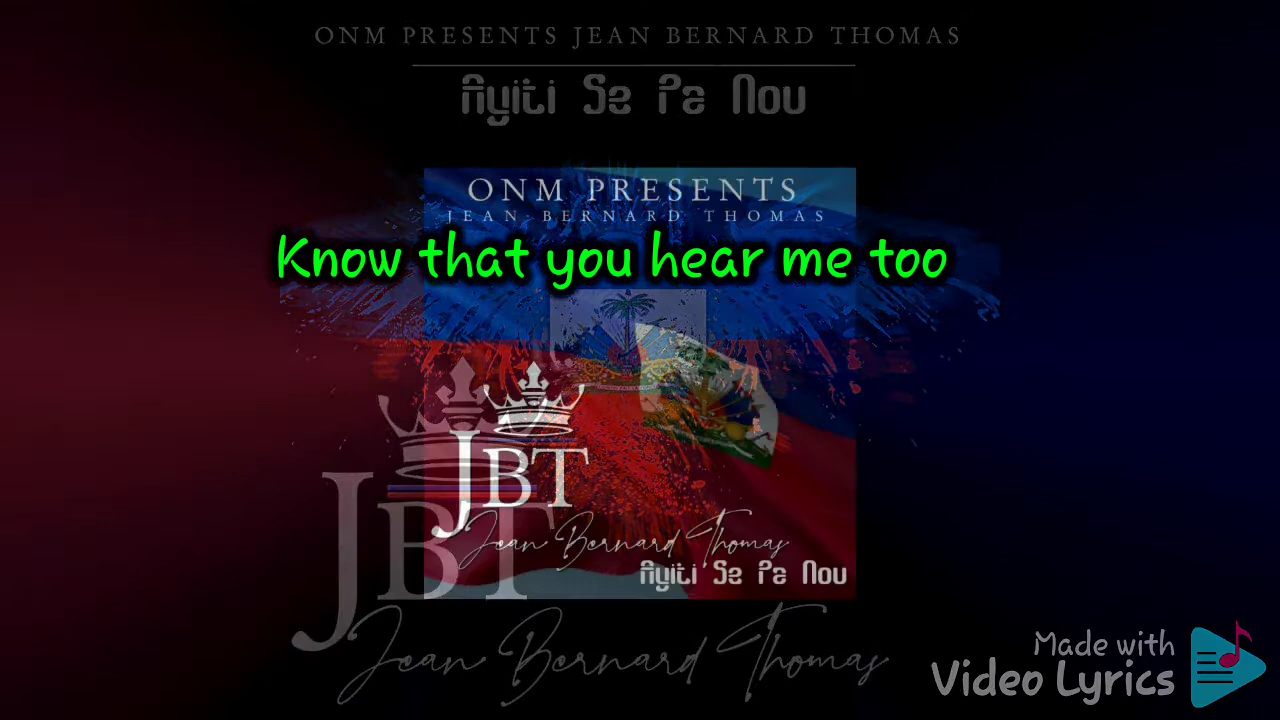 ONM PRESENTS JEAN BERNARD THOMAS
Ayiti Se Pa Nou
ONM PRESENTS
JEAN BERNARD THOMAS
Know that you hear me too
JBT
JBT
Jean Bernard Thomas
Ayiti Se Pa Nou
Jean Bernard Thomas
Made with
Video Lyrics